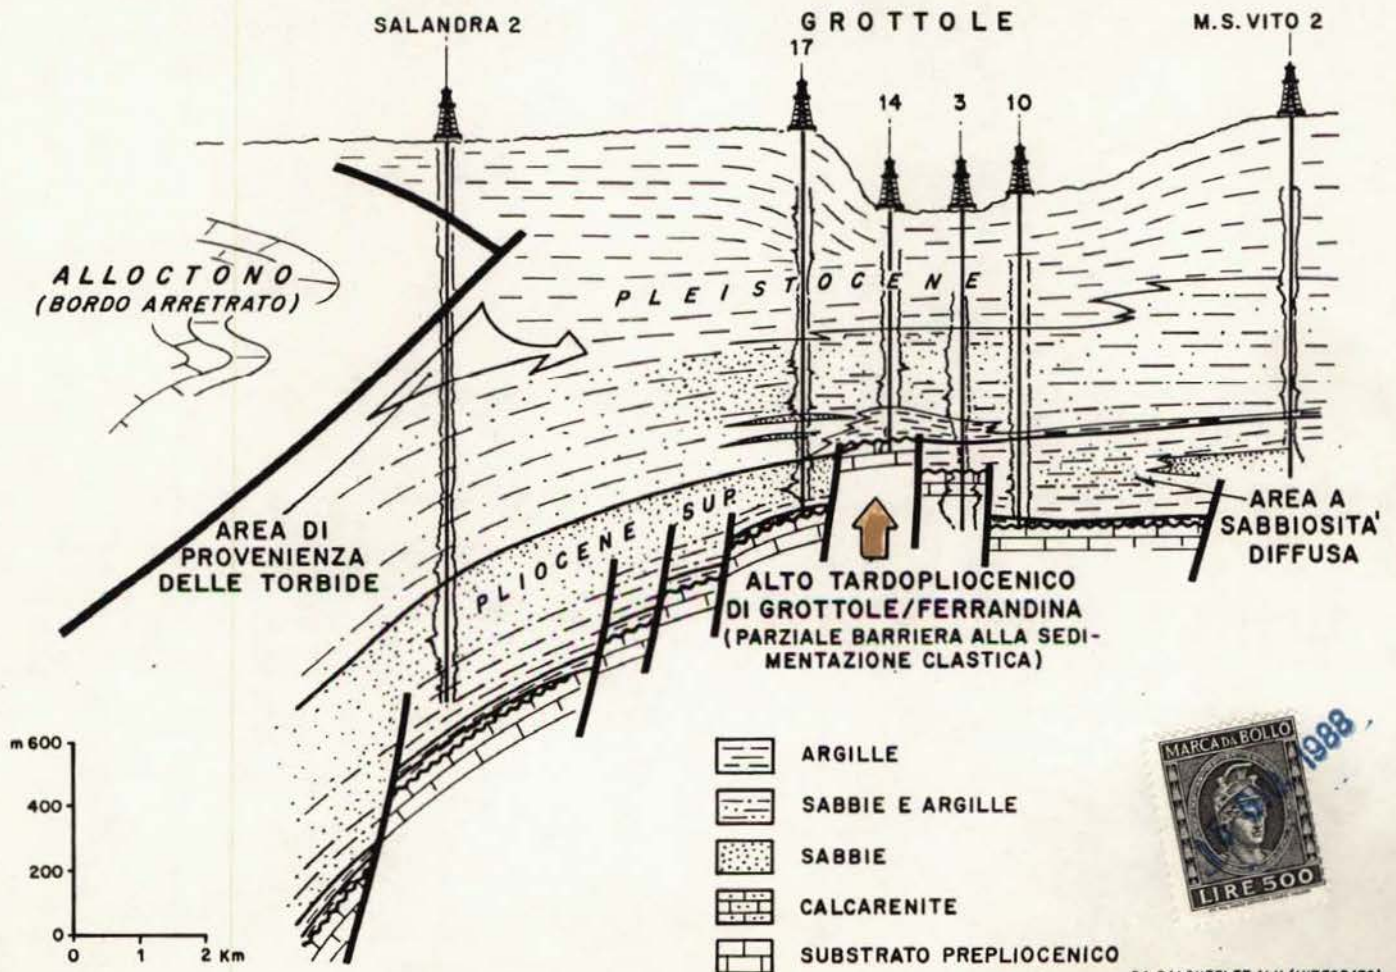 SALANDRA 2
GROTTOLE
M.S. VITO 2
17
14
3
10
ALLOCTONO
(BORDO ARRETRATO)
PLEISTOCENE
PLIOCENE SUP.
AREA DI
PROVENIENZA
DELLE TORBIDE
AREA A
SABBIOSITA'
DIFFUSA
ALTO TARDOPLIOCENICO
DI GROTTOLE/FERRANDINA
(PARZIALE BARRIERA ALLA SEDI-
MENTAZIONE CLASTICA)
m 600
400
200
0
0 1 2 Km
ARGILLE
SABBIE E ARGILLE
SABBIE
CALCARENITE
SUBSTRATO PREPLIOCENICO
MARCA DA BOLLO
1988
LIRE 500